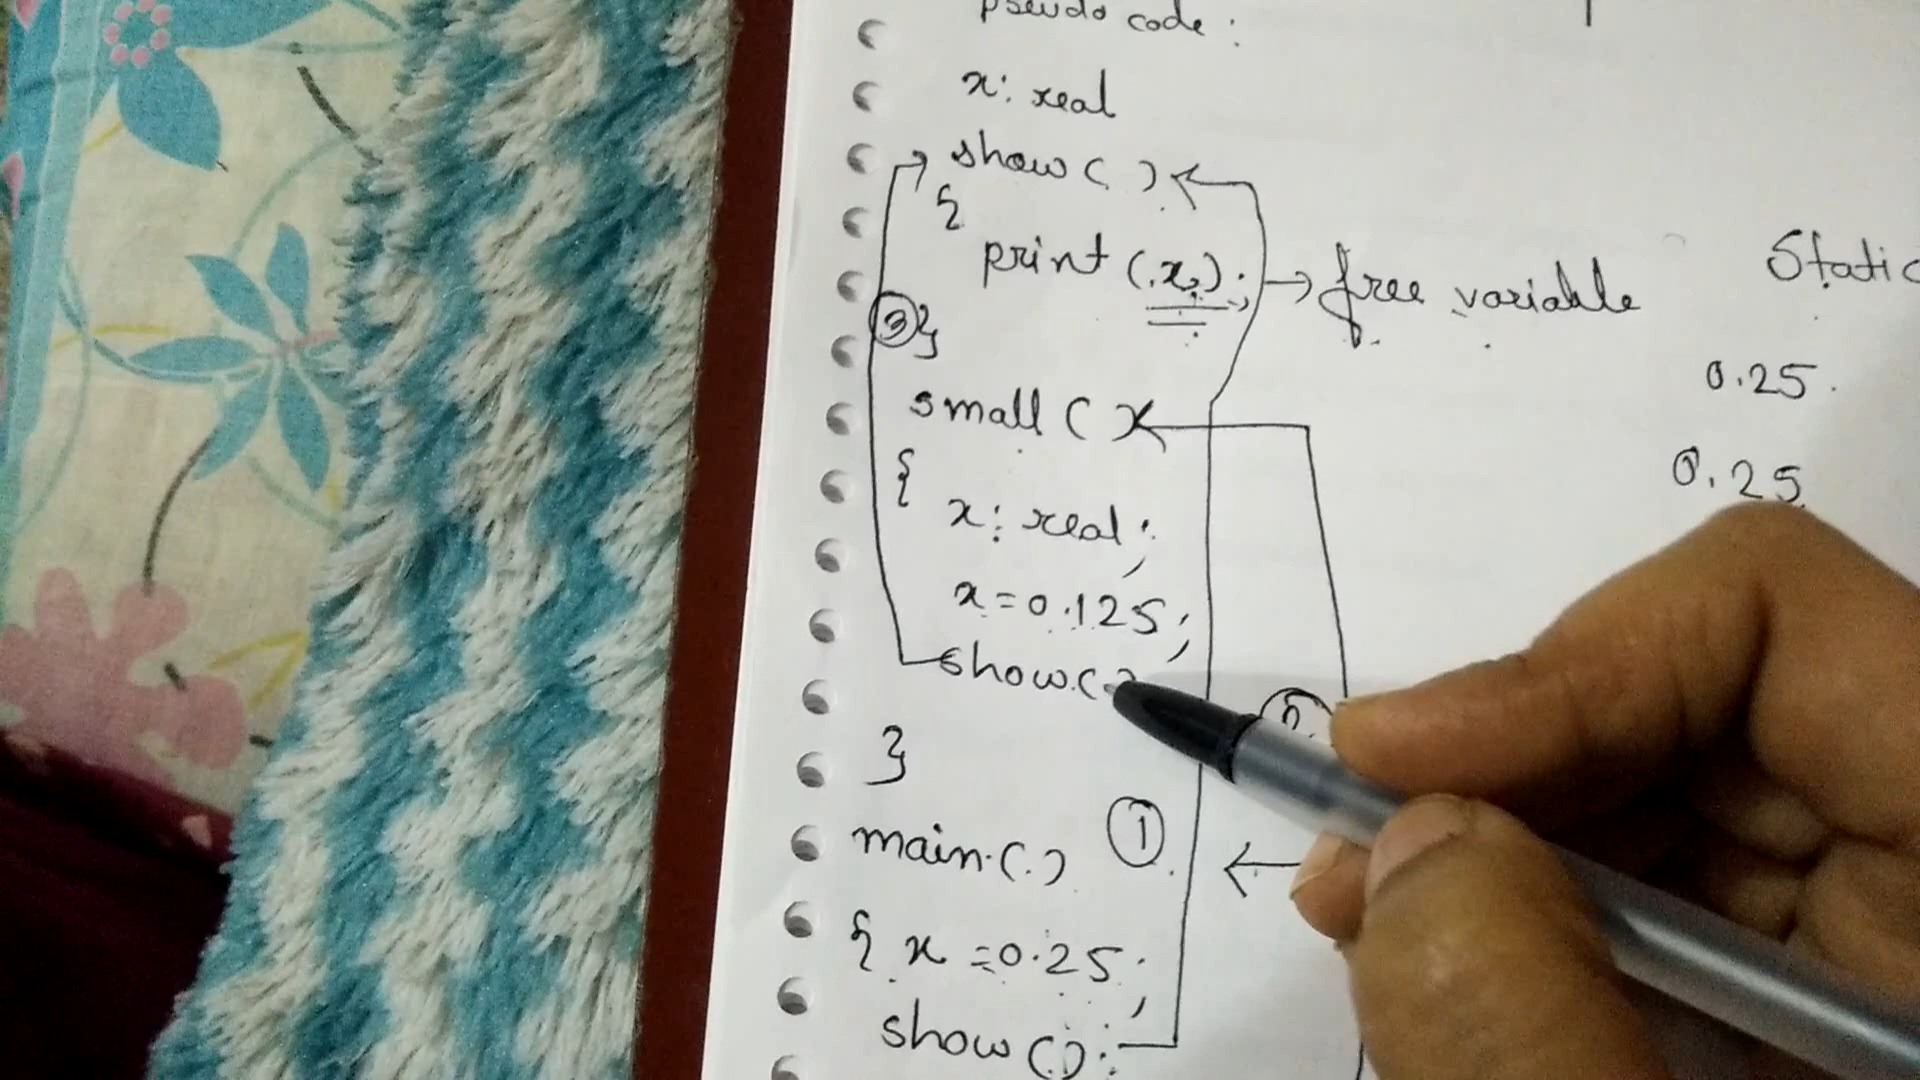 pseudo code :
x: real
show ( )
{
print (x); → free variable
Static
③ }
0.25
small ( )
0.25
{
x: real;
x = 0.125;
show ( )
}
main ( ) ①
{ x = 0.25;
show ( );